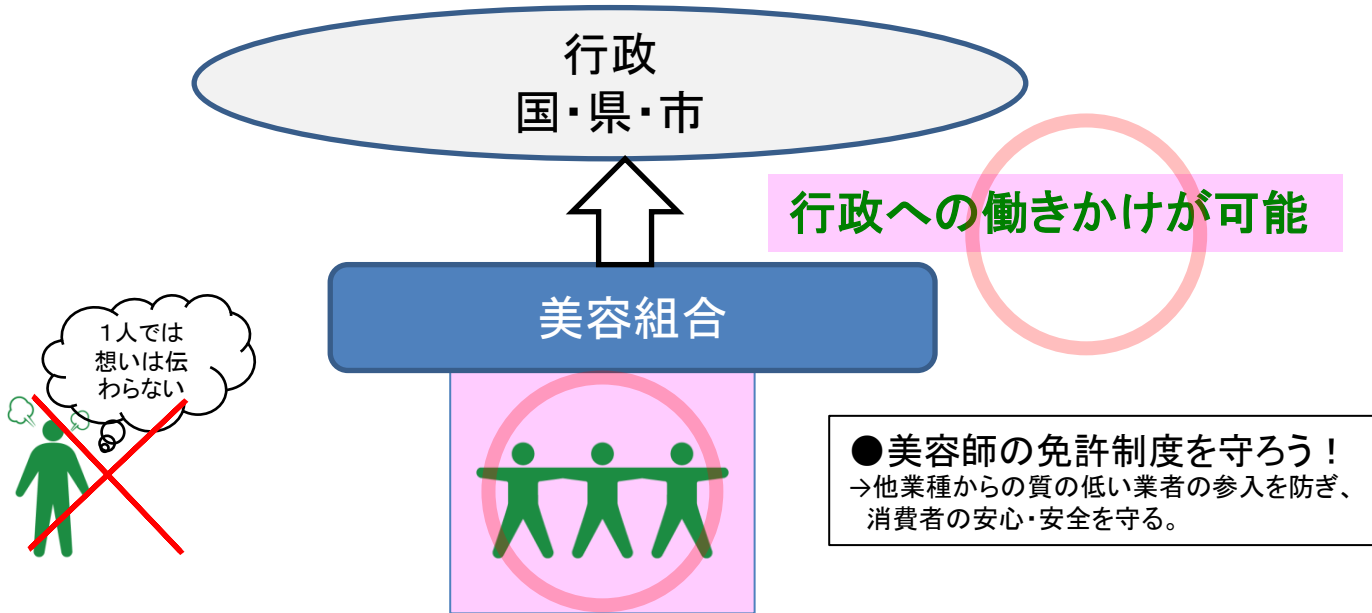 行政
国・県・市
行政への働きかけが可能
美容組合
１人では
想いは伝
わらない
●美容師の免許制度を守ろう！
→他業種からの質の低い業者の参入を防ぎ、
消費者の安心・安全を守る。